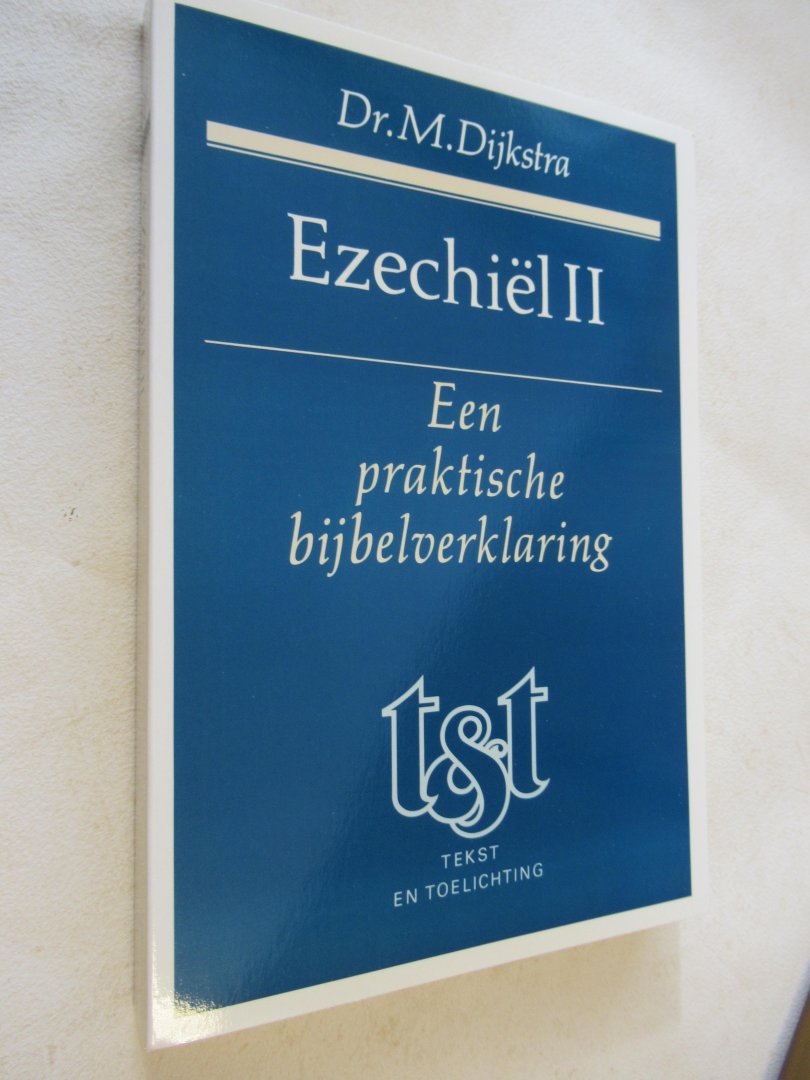 Dr. M. Dijkstra
Ezechiël II
Een
praktische
bijbelverklaring
t&t
TEKST
EN TOELICHTING